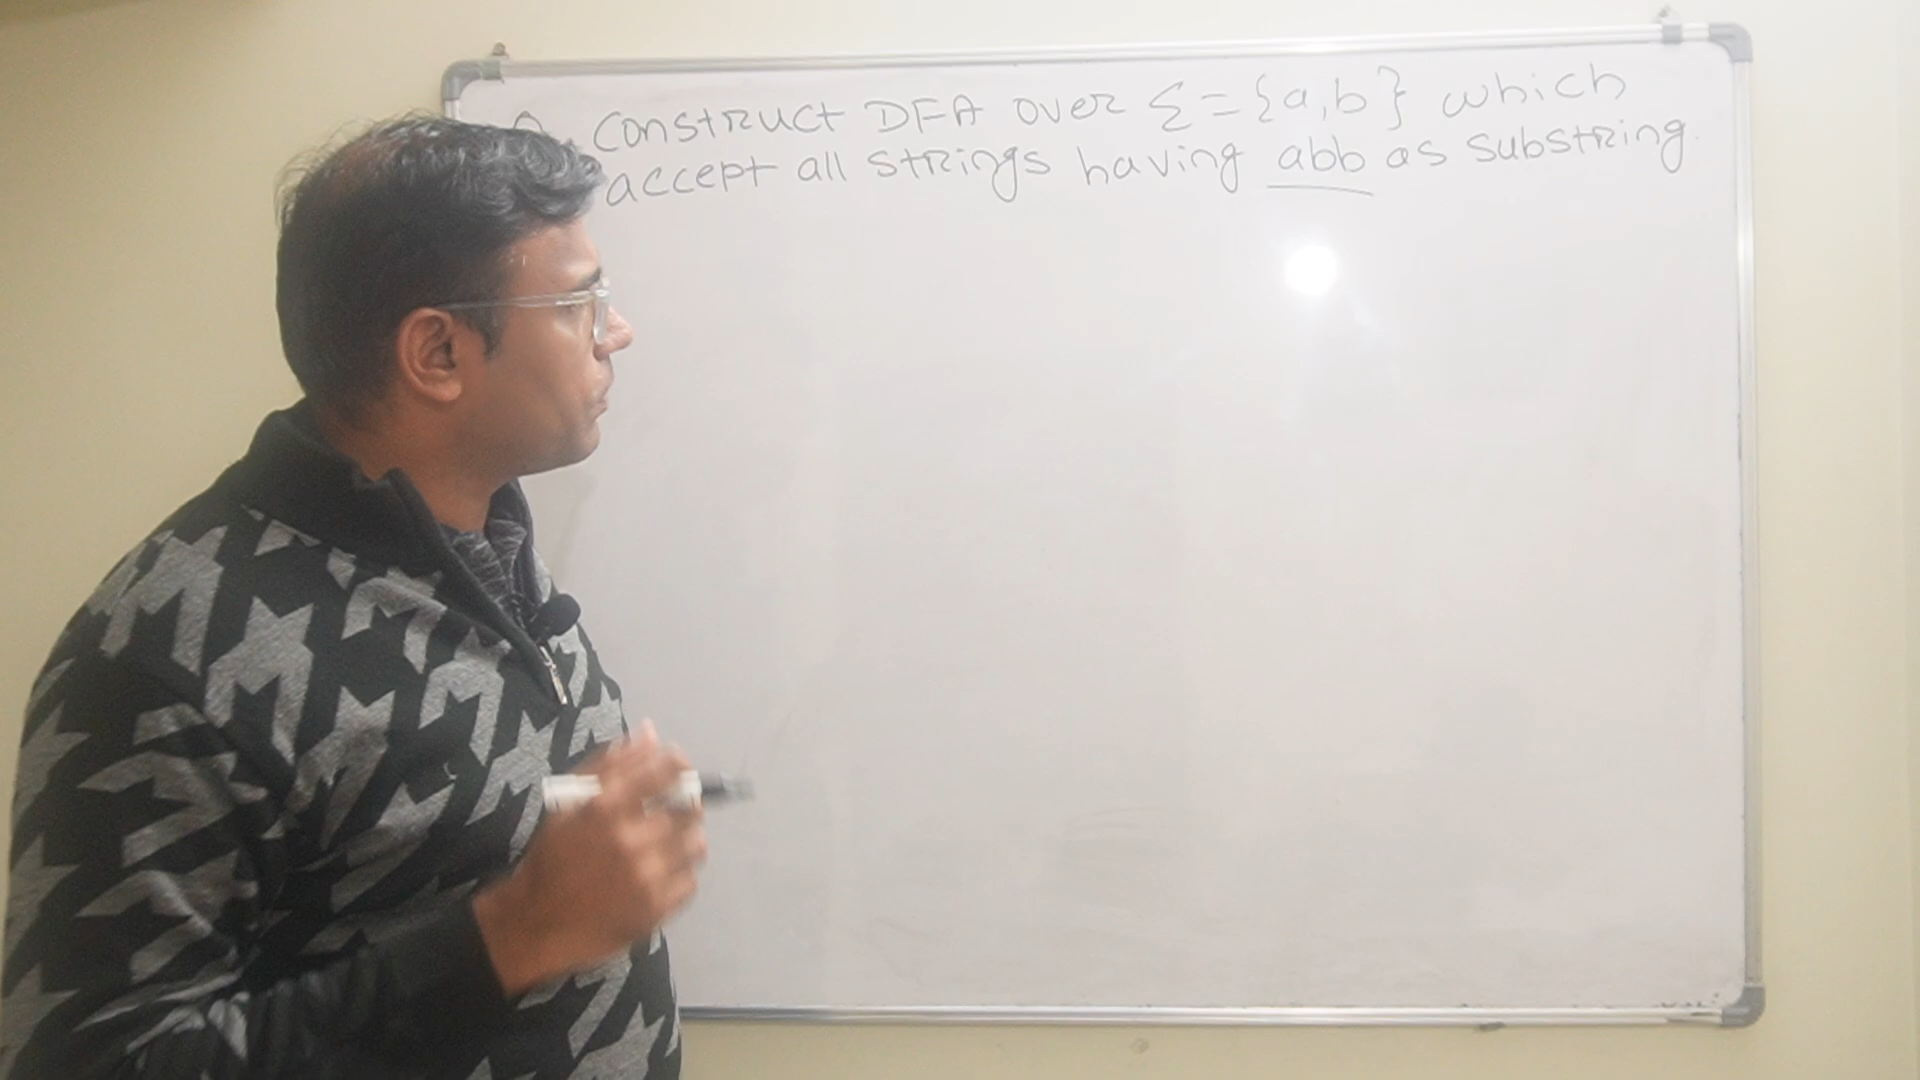 Q. Construct DFA over Σ = {a,b} which
accept all strings having abb as substring.